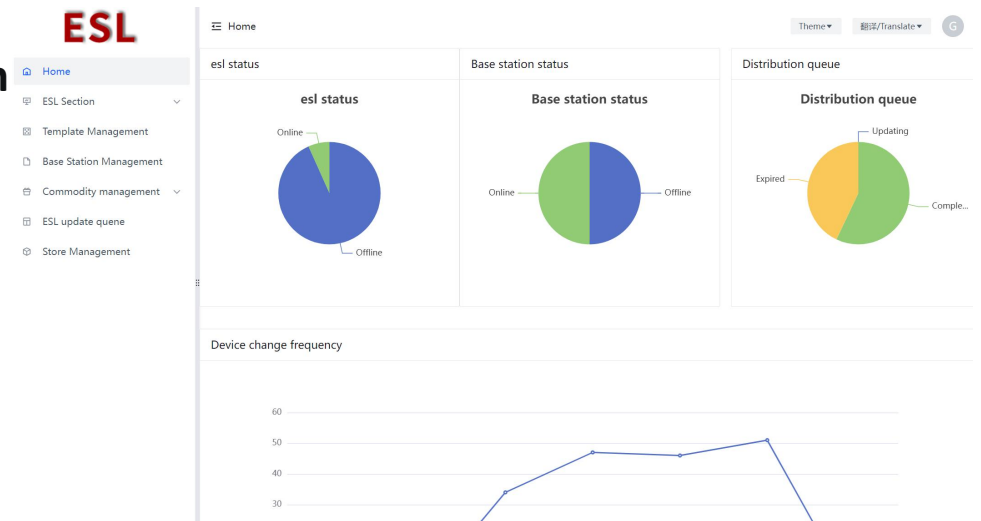 ESL
Home
ESL Section
Template Management
Base Station Management
Commodity management
ESL update quene
Store Management
Home
Theme
翻译/Translate
G
esl status
Base station status
Distribution queue
esl status
Online
Offline
Base station status
Online
Offline
Distribution queue
Updating
Expired
Comple...
Device change frequency
60
50
40
30